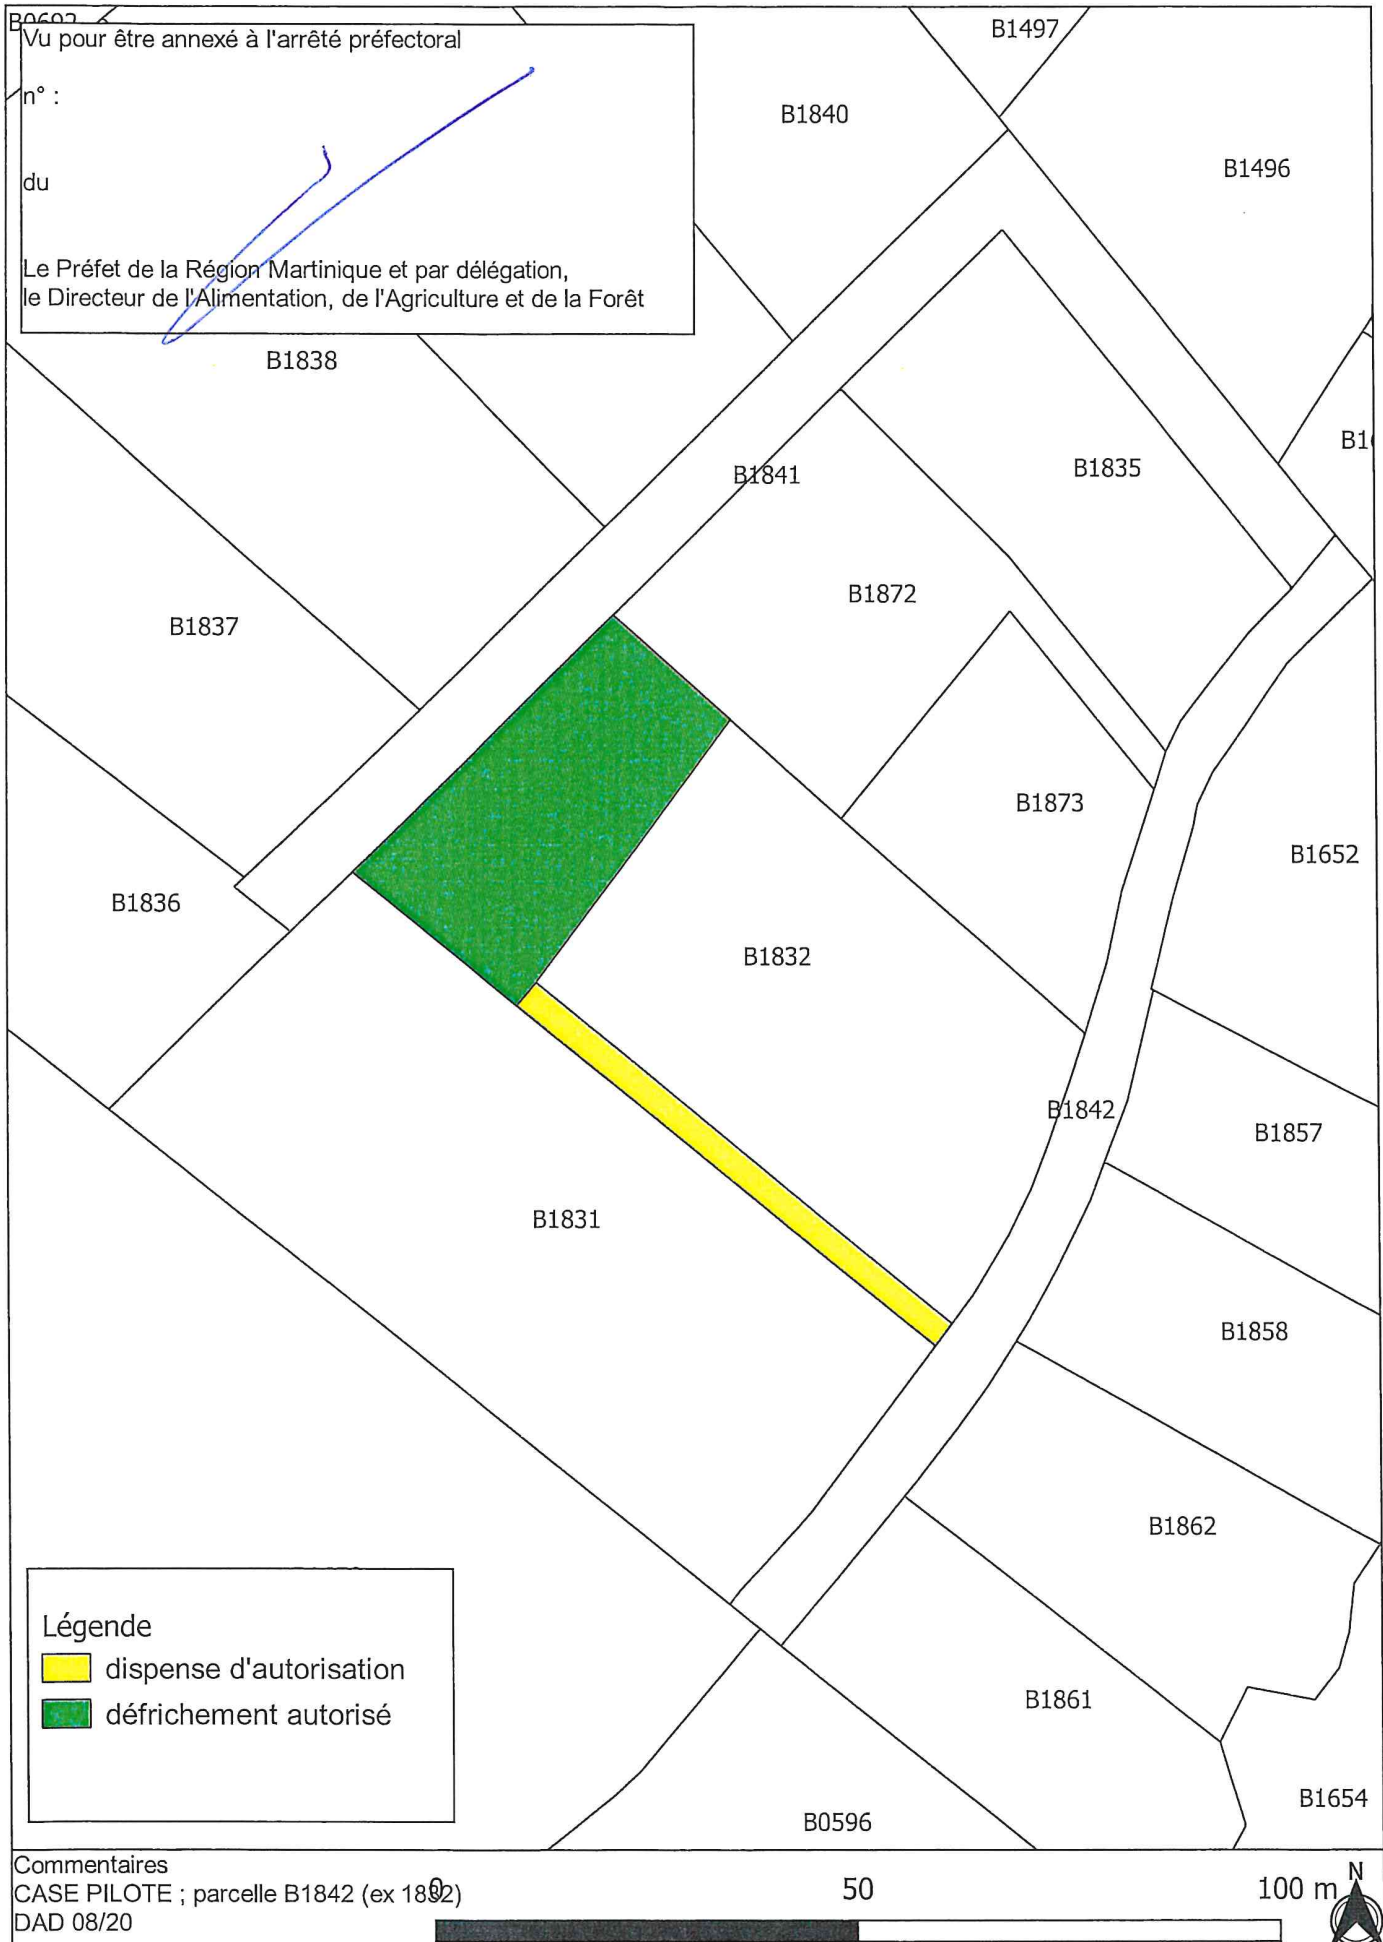 B0692
Vu pour être annexé à l'arrêté préfectoral
n° :
du
Le Préfet de la Région Martinique et par délégation,
le Directeur de l'Alimentation, de l'Agriculture et de la Forêt
B1497
B1840
B1496
B1838
B1841
B1835
B1872
B1837
B1873
B1652
B1836
B1832
B1842
B1857
B1831
B1858
B1862
Légende
dispense d'autorisation
défrichement autorisé
B1861
B1654
B0596
Commentaires
CASE PILOTE ; parcelle B1842 (ex 1832)
DAD 08/20
0 50 100 m
N